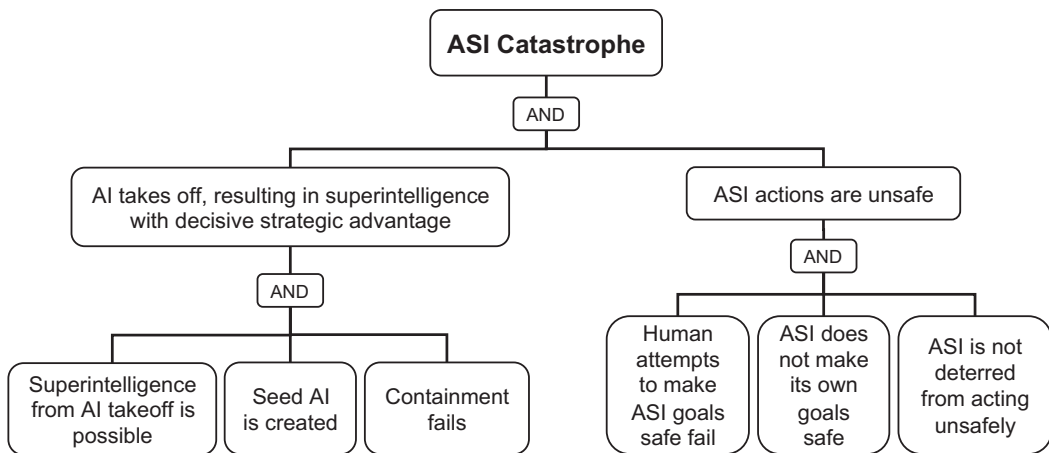 ASI Catastrophe
AND
AI takes off, resulting in superintelligence
with decisive strategic advantage
ASI actions are unsafe
AND
AND
Superintelligence
from AI takeoff is
possible
Seed AI
is created
Containment
fails
Human
attempts
to make
ASI goals
safe fail
ASI does
not make
its own
goals
safe
ASI is not
deterred
from acting
unsafely